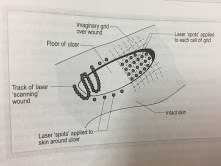 Imaginary grid
over wound
Laser 'spots' applied
to each cell of grid
Floor of ulcer
Track of laser
'scanning'
wound
Intact skin
Laser 'spots' applied to
skin around ulcer